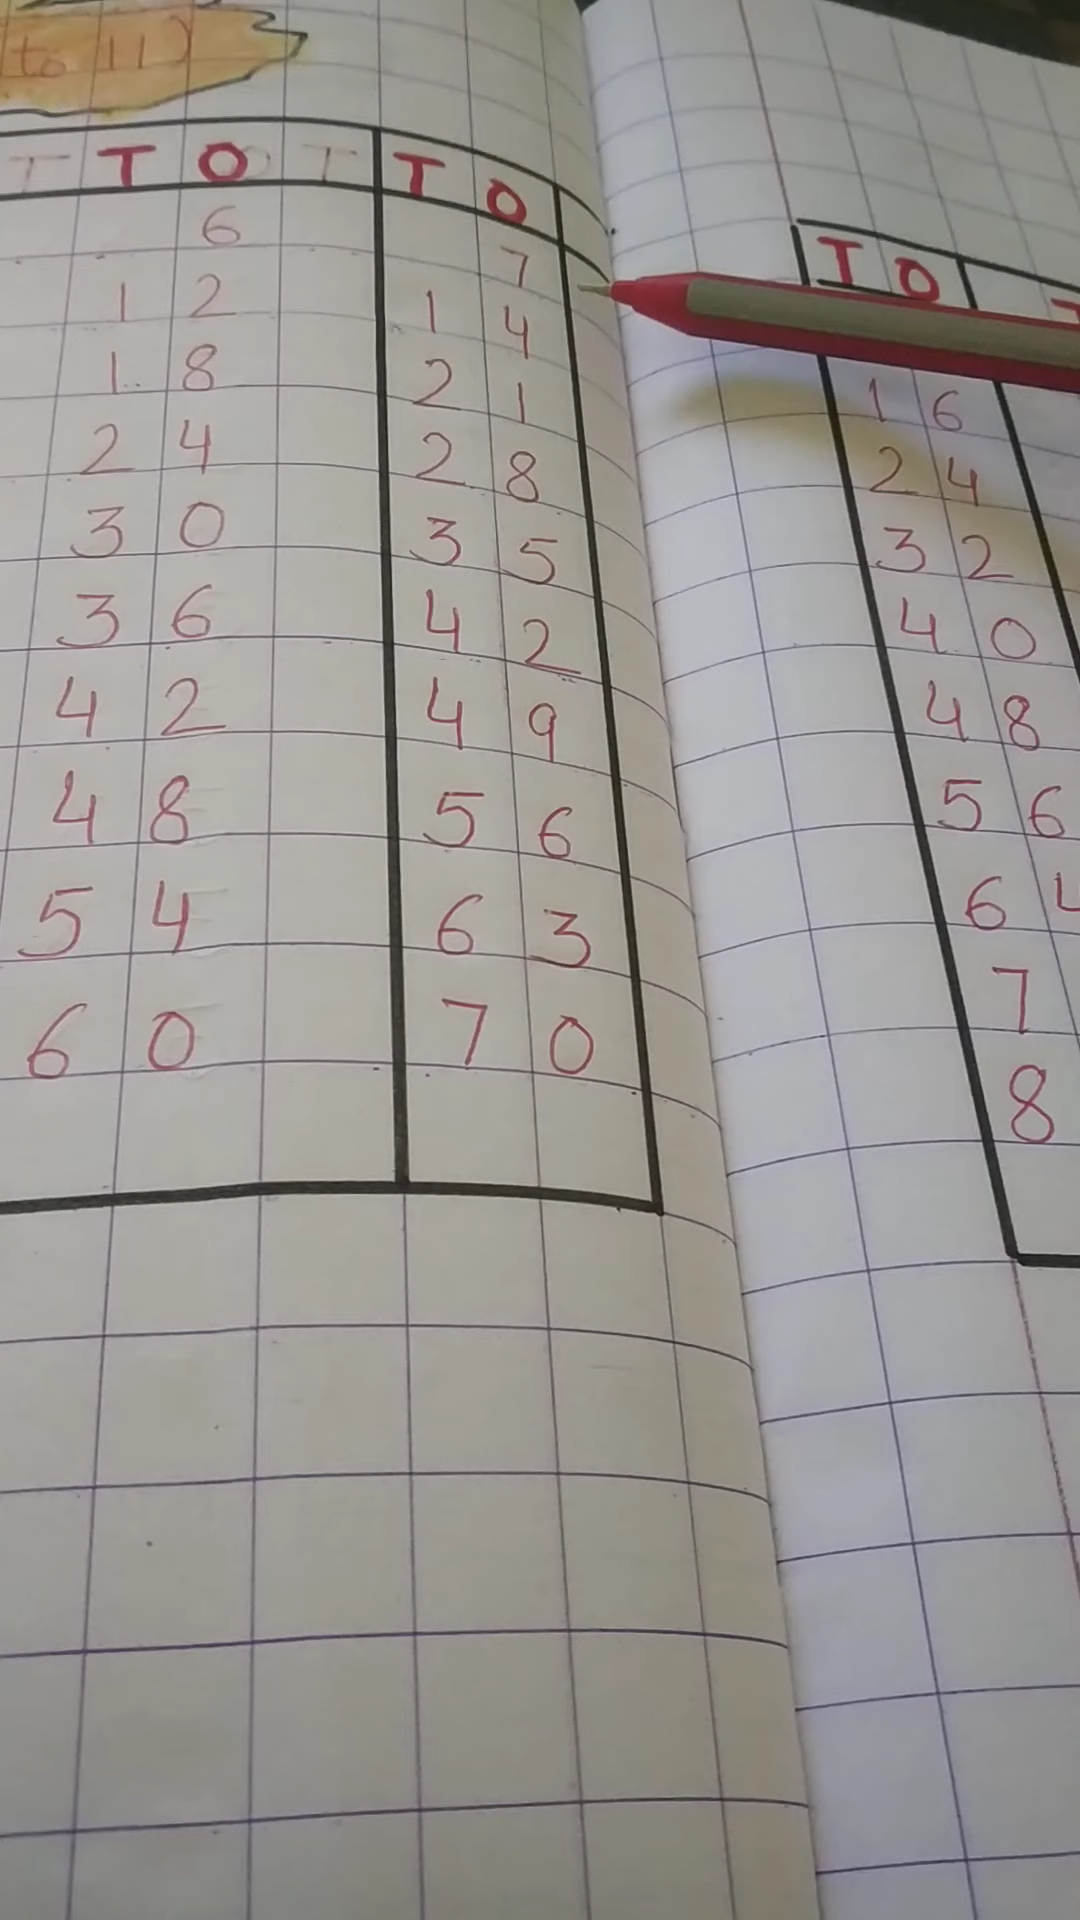 to 11)
T T O T T O
6 7
1 2 1 4
1 8 2 1
2 4 2 8
3 0 3 5
3 6 4 2
4 2 4 9
4 8 5 6
5 4 6 3
6 0 7 0
T O
1 6
2 4
3 2
4 0
4 8
5 6
6 4
7
8